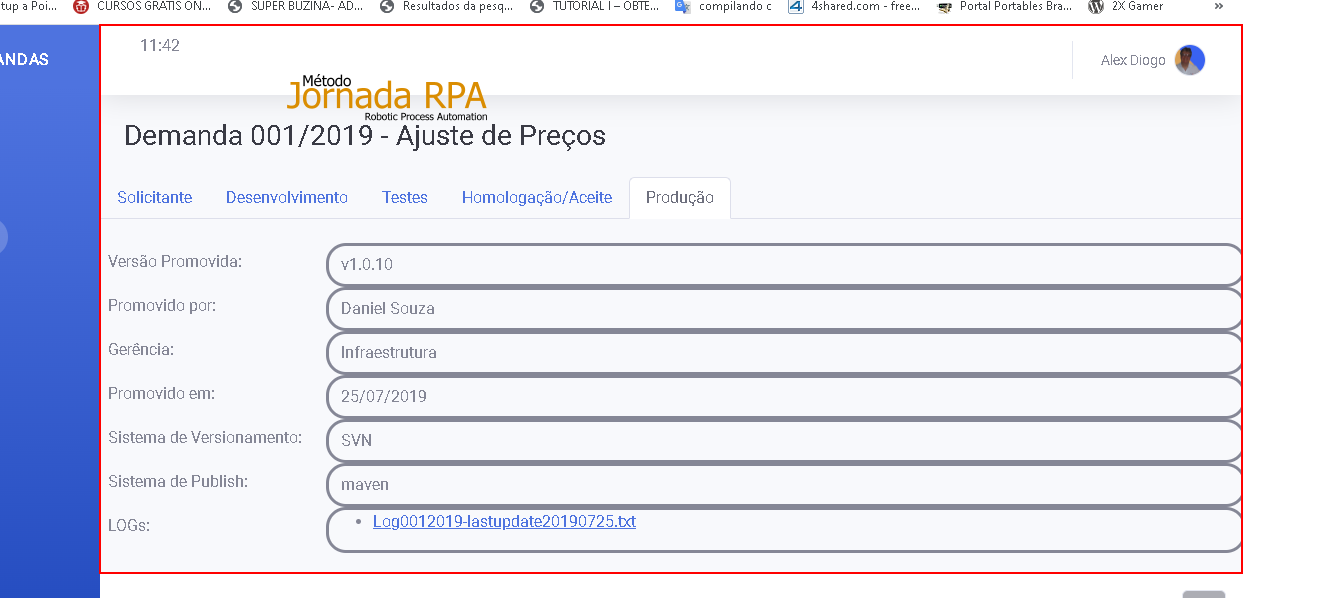 tup a Poi... CURSOS GRATIS ON... SUPER BUZINA- AD... Resultados da pesq... TUTORIAL I – OBTE... compilando c 4shared.com - free... Portal Portables Bra... 2X Gamer »
ANDAS
11:42
Alex Diogo
Método
Jornada RPA
Robotic Process Automation
Demanda 001/2019 - Ajuste de Preços
Solicitante Desenvolvimento Testes Homologação/Aceite Produção
Versão Promovida: v1.0.10
Promovido por: Daniel Souza
Gerência: Infraestrutura
Promovido em: 25/07/2019
Sistema de Versionamento: SVN
Sistema de Publish: maven
LOGs: • Log0012019-lastupdate20190725.txt